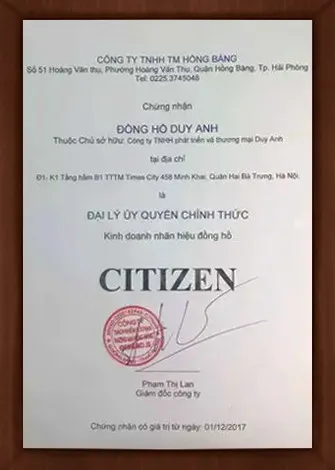 CÔNG TY TNHH TM HỒNG BÀNG
Số 51 Hoàng Văn thụ, Phường Hoàng Văn Thụ, Quận Hồng Bàng, Tp. Hải Phòng
Tel: 0225.3745048
Chứng nhận
ĐỒNG HỒ DUY ANH
Thuộc Chủ sở hữu: Công ty TNHH phát triển và thương mại Duy Anh
tại địa chỉ
Đ1- K1 Tầng hầm B1 TTTM Times City 458 Minh Khai, Quận Hai Bà Trưng, Hà Nội
là
ĐẠI LÝ ỦY QUYỀN CHÍNH THỨC
Kinh doanh nhãn hiệu đồng hồ
CITIZEN
CÔNG TY
Phạm Thị Lan
Giám đốc công ty
Chứng nhận có giá trị từ ngày: 01/12/2017